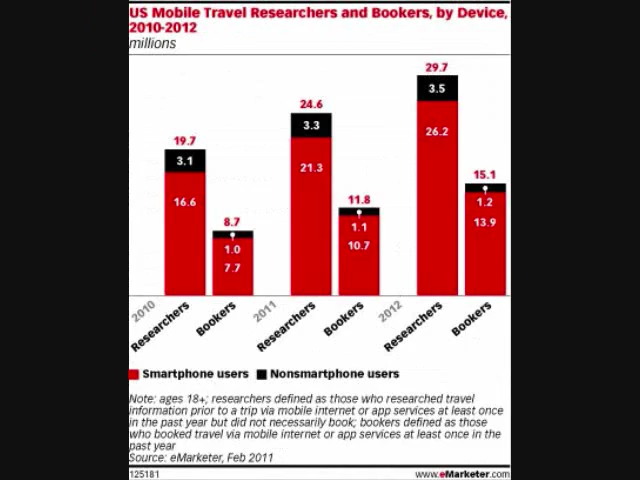 US Mobile Travel Researchers and Bookers, by Device,
2010-2012
millions
29.7
3.5
24.6
3.3
26.2
19.7
3.1
21.3
15.1
1.2
16.6
11.8
1.1
13.9
8.7
1.0
10.7
7.7
2010
Researchers
Bookers
2011
Researchers
Bookers
2012
Researchers
Bookers
Smartphone users
Nonsmartphone users
Note: ages 18+; researchers defined as those who researched travel
information prior to a trip via mobile internet or app services at least once
in the past year but did not necessarily book; bookers defined as those
who booked travel via mobile internet or app services at least once in the
past year
Source: eMarketer, Feb 2011
125181
www.eMarketer.com